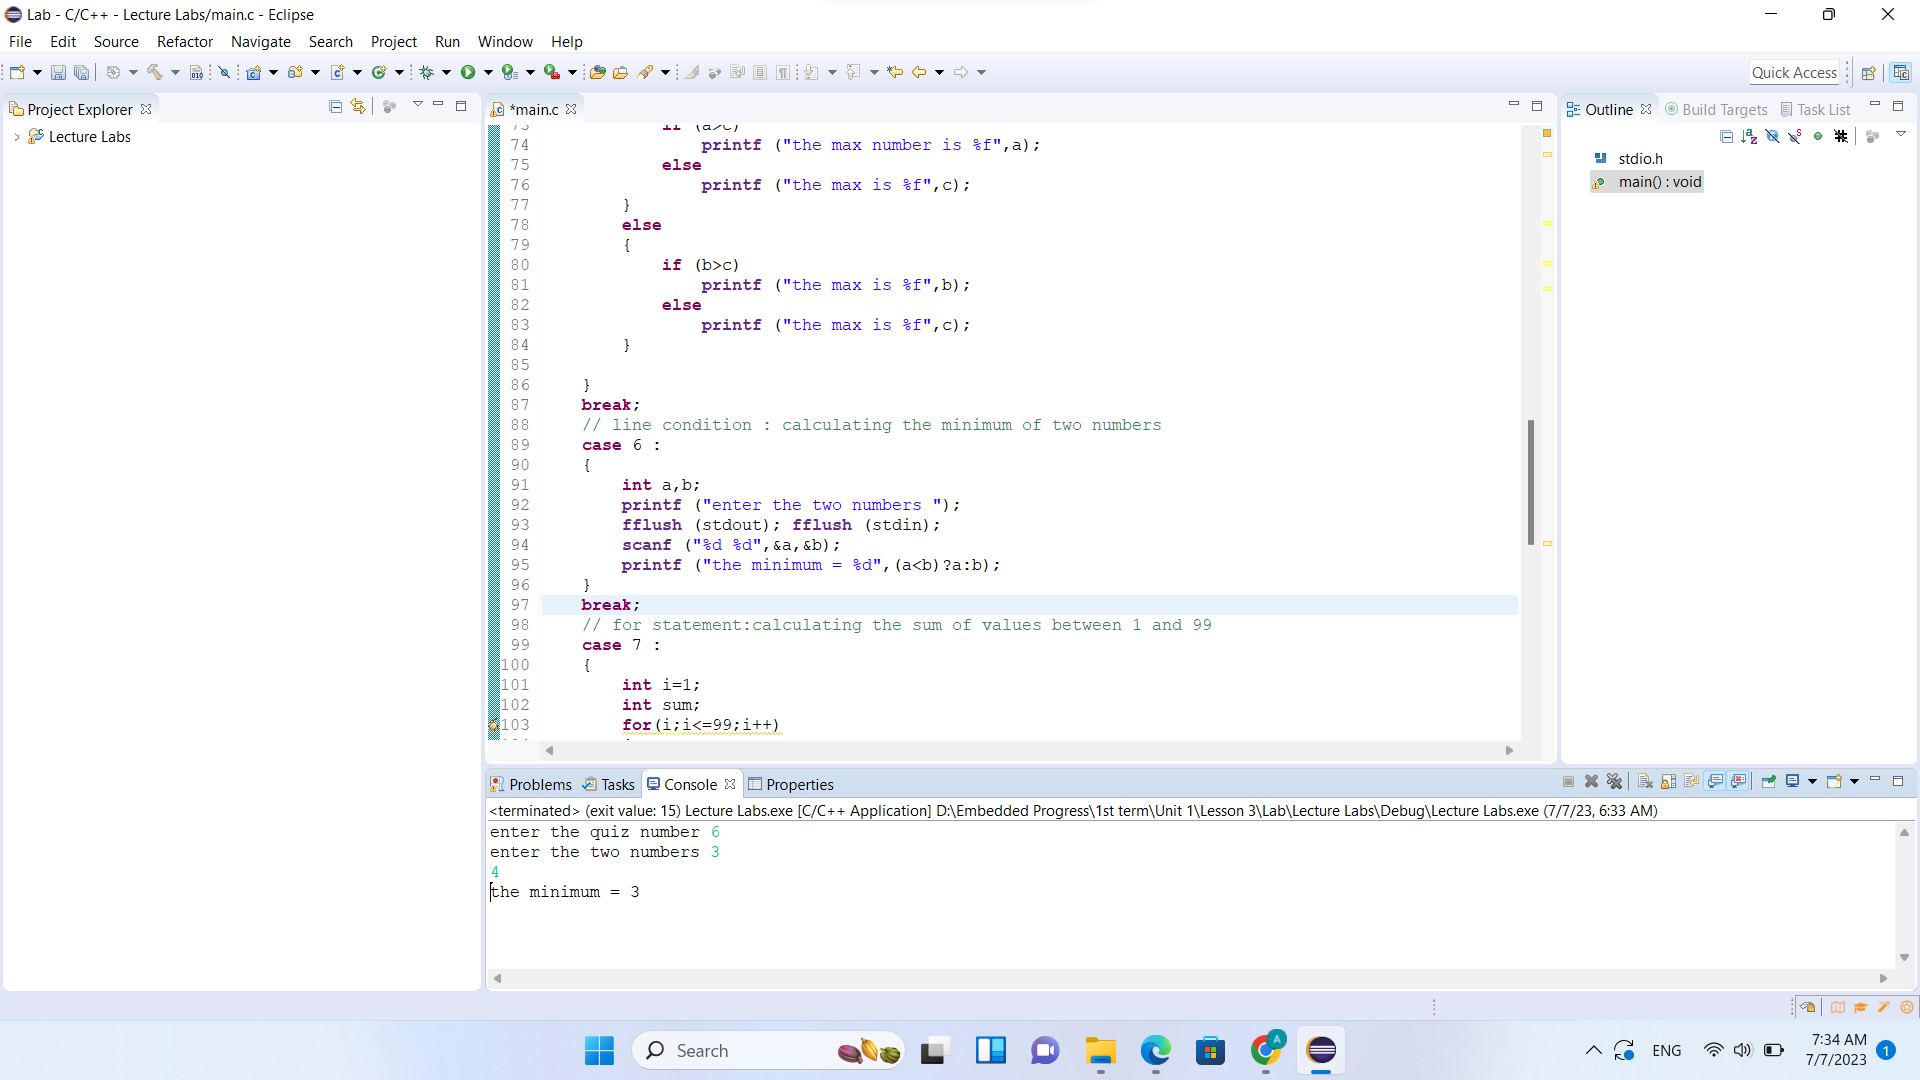 Lab - C/C++ - Lecture Labs/main.c - Eclipse
File Edit Source Refactor Navigate Search Project Run Window Help
Quick Access
Project Explorer
Lecture Labs
*main.c
73 if (a>c)
74 printf ("the max number is %f",a);
75 else
76 printf ("the max is %f",c);
77 }
78 else
79 {
80 if (b>c)
81 printf ("the max is %f",b);
82 else
83 printf ("the max is %f",c);
84 }
85
86 }
87 break;
88 // line condition : calculating the minimum of two numbers
89 case 6 :
90 {
91 int a,b;
92 printf ("enter the two numbers ");
93 fflush (stdout); fflush (stdin);
94 scanf ("%d %d",&a,&b);
95 printf ("the minimum = %d",(a<b)?a:b);
96 }
97 break;
98 // for statement:calculating the sum of values between 1 and 99
99 case 7 :
100 {
101 int i=1;
102 int sum;
103 for(i;i<=99;i++)
Outline Build Targets Task List
stdio.h
main() : void
Problems Tasks Console Properties
<terminated> (exit value: 15) Lecture Labs.exe [C/C++ Application] D:\Embedded Progress\1st term\Unit 1\Lesson 3\Lab\Lecture Labs\Debug\Lecture Labs.exe (7/7/23, 6:33 AM)
enter the quiz number 6
enter the two numbers 3
4
the minimum = 3
Search
A
ENG
7:34 AM
7/7/2023
1